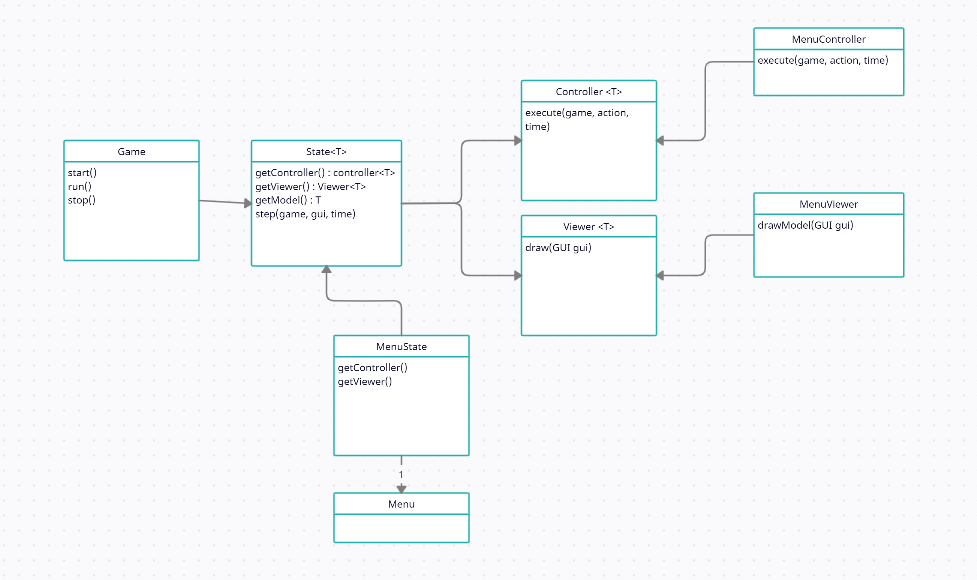 Game
start()
run()
stop()
State<T>
getController() : controller<T>
getViewer() : Viewer<T>
getModel() : T
step(game, gui, time)
Controller <T>
execute(game, action,
time)
MenuController
execute(game, action, time)
Viewer <T>
draw(GUI gui)
MenuViewer
drawModel(GUI gui)
MenuState
getController()
getViewer()
1
Menu